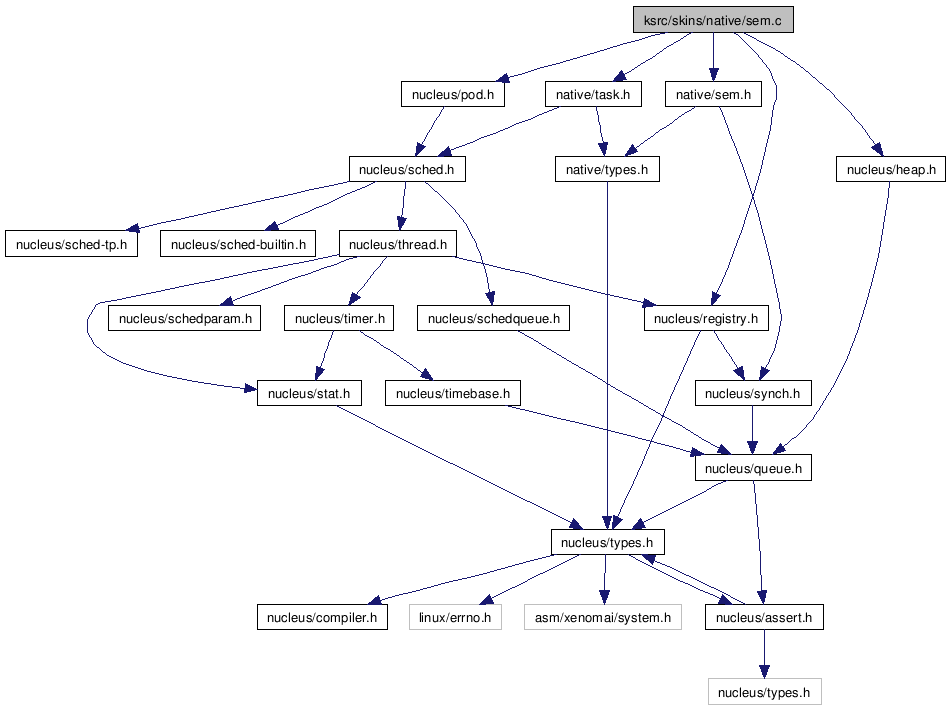 ksrc/skins/native/sem.c
nucleus/pod.h
native/task.h
native/sem.h
nucleus/sched.h
native/types.h
nucleus/heap.h
nucleus/sched-tp.h
nucleus/sched-builtin.h
nucleus/thread.h
nucleus/schedparam.h
nucleus/timer.h
nucleus/schedqueue.h
nucleus/registry.h
nucleus/stat.h
nucleus/timebase.h
nucleus/synch.h
nucleus/queue.h
nucleus/types.h
nucleus/compiler.h
linux/errno.h
asm/xenomai/system.h
nucleus/assert.h
nucleus/types.h